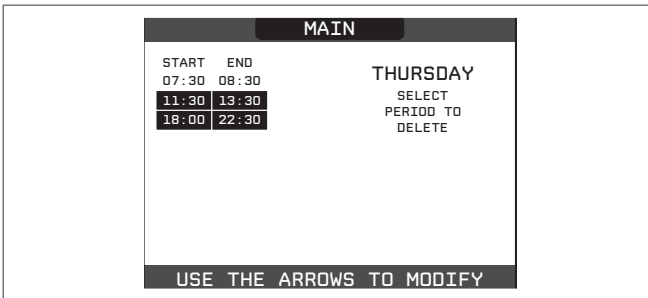 MAIN
START END
07:30 08:30
11:30 13:30
18:00 22:30
THURSDAY
SELECT
PERIOD TO
DELETE
USE THE ARROWS TO MODIFY